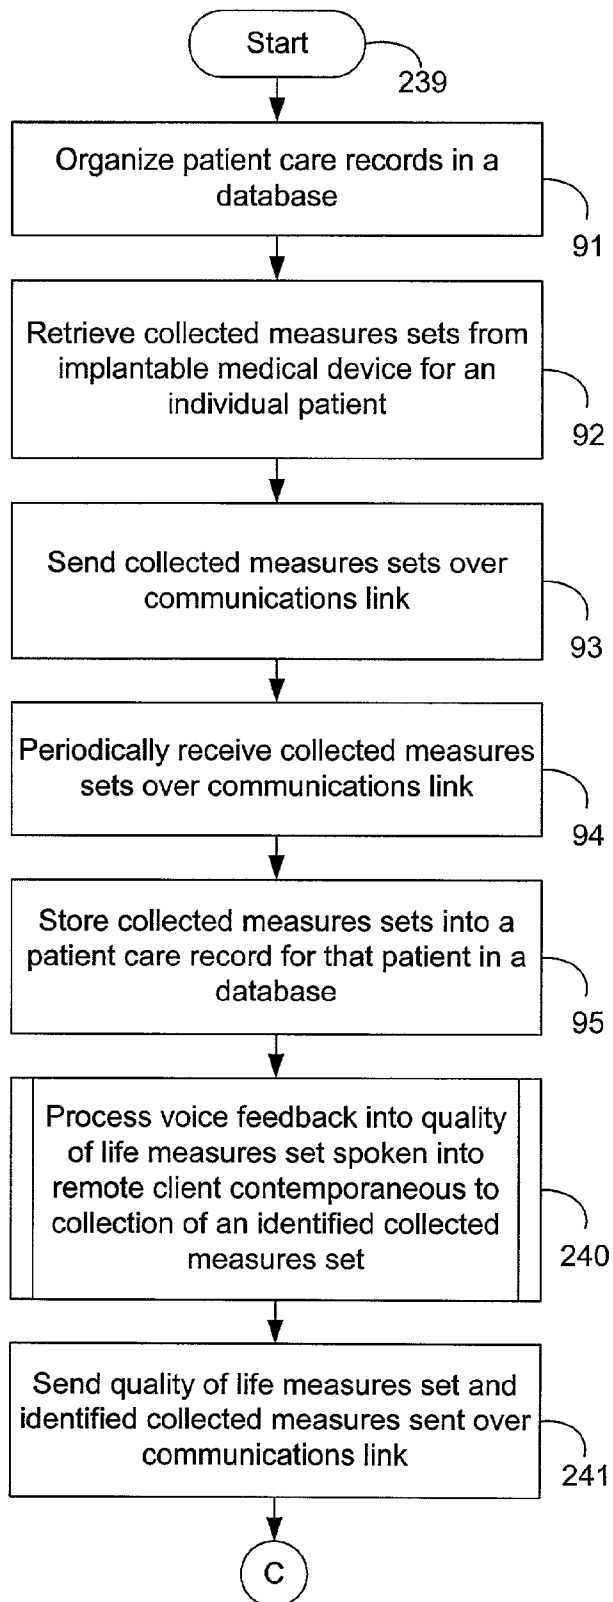 Start
239
Organize patient care records in a
database
91
Retrieve collected measures sets from
implantable medical device for an
individual patient
92
Send collected measures sets over
communications link
93
Periodically receive collected measures
sets over communications link
94
Store collected measures sets into a
patient care record for that patient in a
database
95
Process voice feedback into quality
of life measures set spoken into
remote client contemporaneous to
collection of an identified collected
measures set
240
Send quality of life measures set and
identified collected measures sent over
communications link
241
C